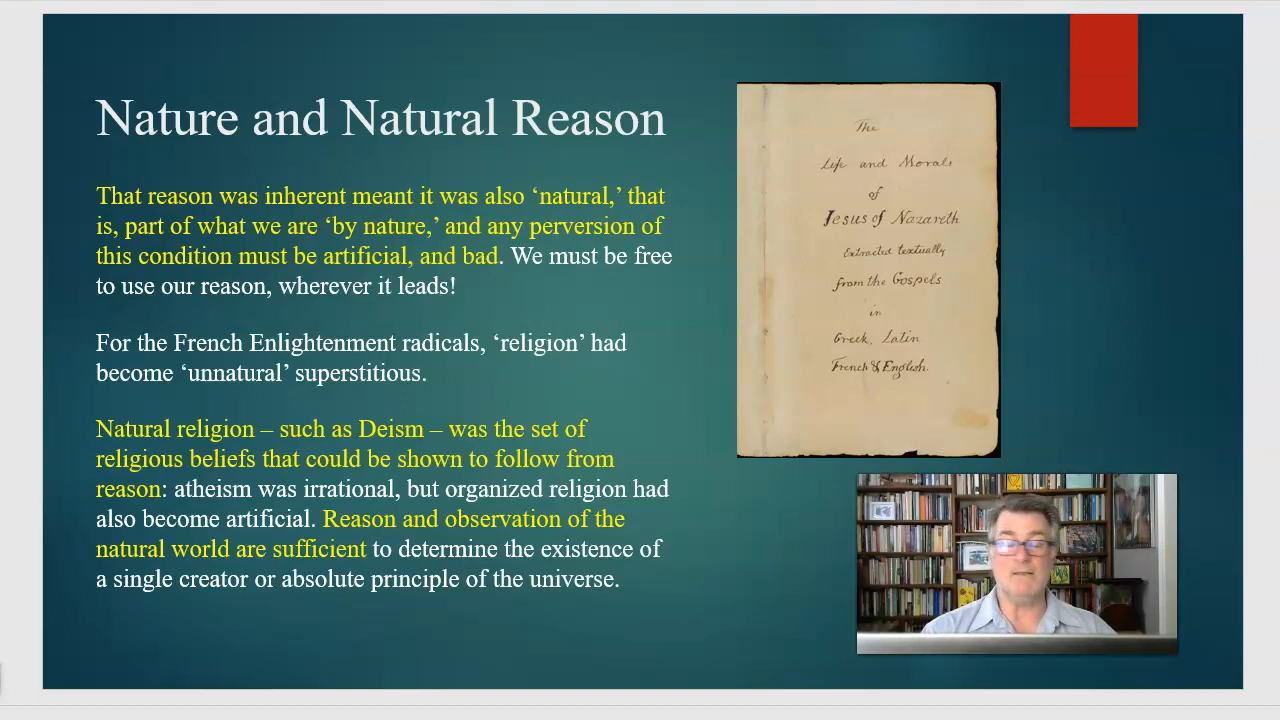 Nature and Natural Reason
That reason was inherent meant it was also ‘natural,’ that
is, part of what we are ‘by nature,’ and any perversion of
this condition must be artificial, and bad. We must be free
to use our reason, wherever it leads!
For the French Enlightenment radicals, ‘religion’ had
become ‘unnatural’ superstitious.
Natural religion – such as Deism – was the set of
religious beliefs that could be shown to follow from
reason: atheism was irrational, but organized religion had
also become artificial. Reason and observation of the
natural world are sufficient to determine the existence of
a single creator or absolute principle of the universe.
The
Life and Morals
of
Jesus of Nazareth
Extracted textually
from the Gospels
in
Greek, Latin
French & English.